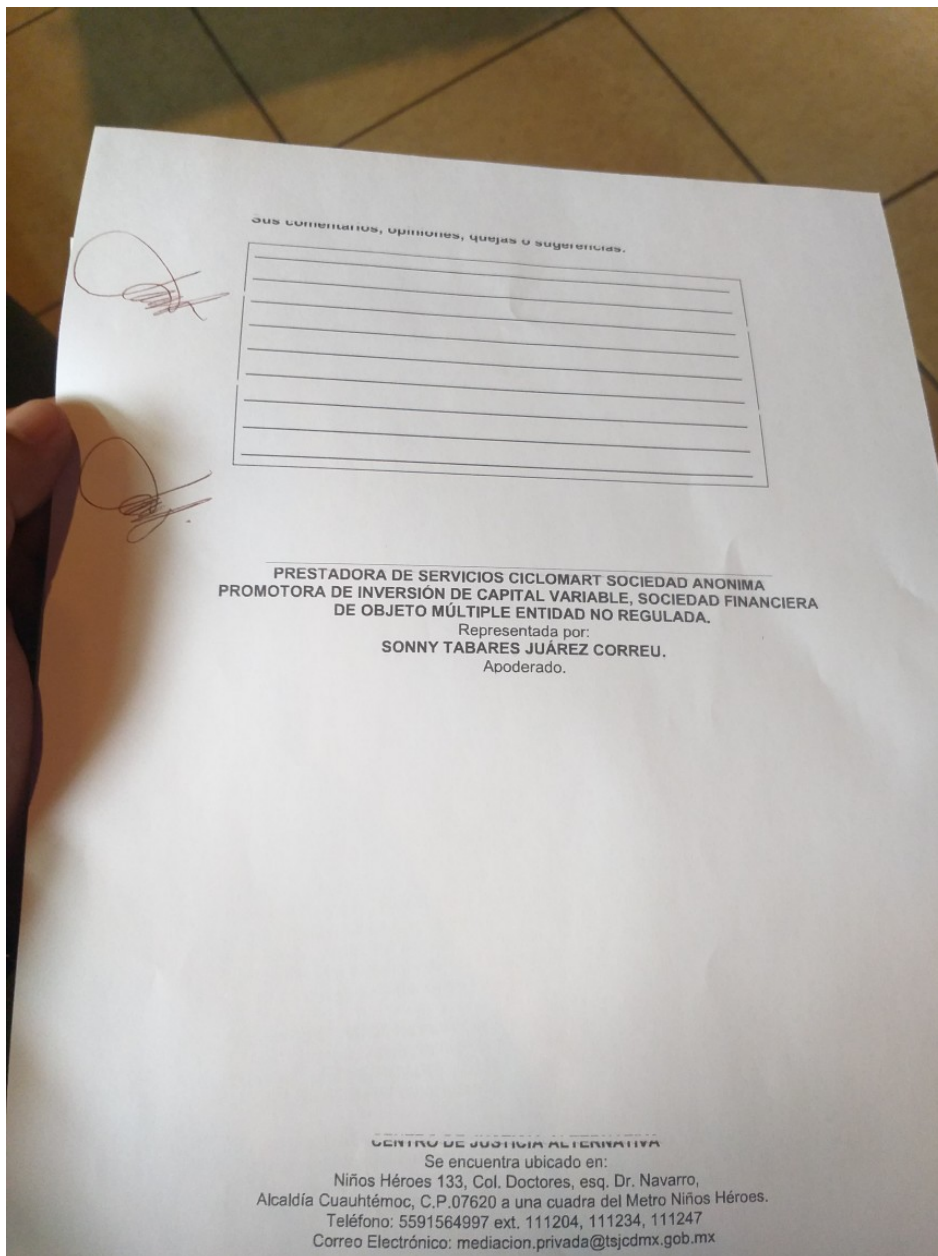 Sus comentarios, opiniones, quejas o sugerencias.
PRESTADORA DE SERVICIOS CICLOMART SOCIEDAD ANONIMA
PROMOTORA DE INVERSIÓN DE CAPITAL VARIABLE, SOCIEDAD FINANCIERA
DE OBJETO MÚLTIPLE ENTIDAD NO REGULADA.
Representada por:
SONNY TABARES JUÁREZ CORREU.
Apoderado.
CENTRO DE JUSTICIA ALTERNATIVA
Se encuentra ubicado en:
Niños Héroes 133, Col. Doctores, esq. Dr. Navarro,
Alcaldía Cuauhtémoc, C.P.07620 a una cuadra del Metro Niños Héroes.
Teléfono: 5591564997 ext. 111204, 111234, 111247
Correo Electrónico: mediacion.privada@tsjcdmx.gob.mx